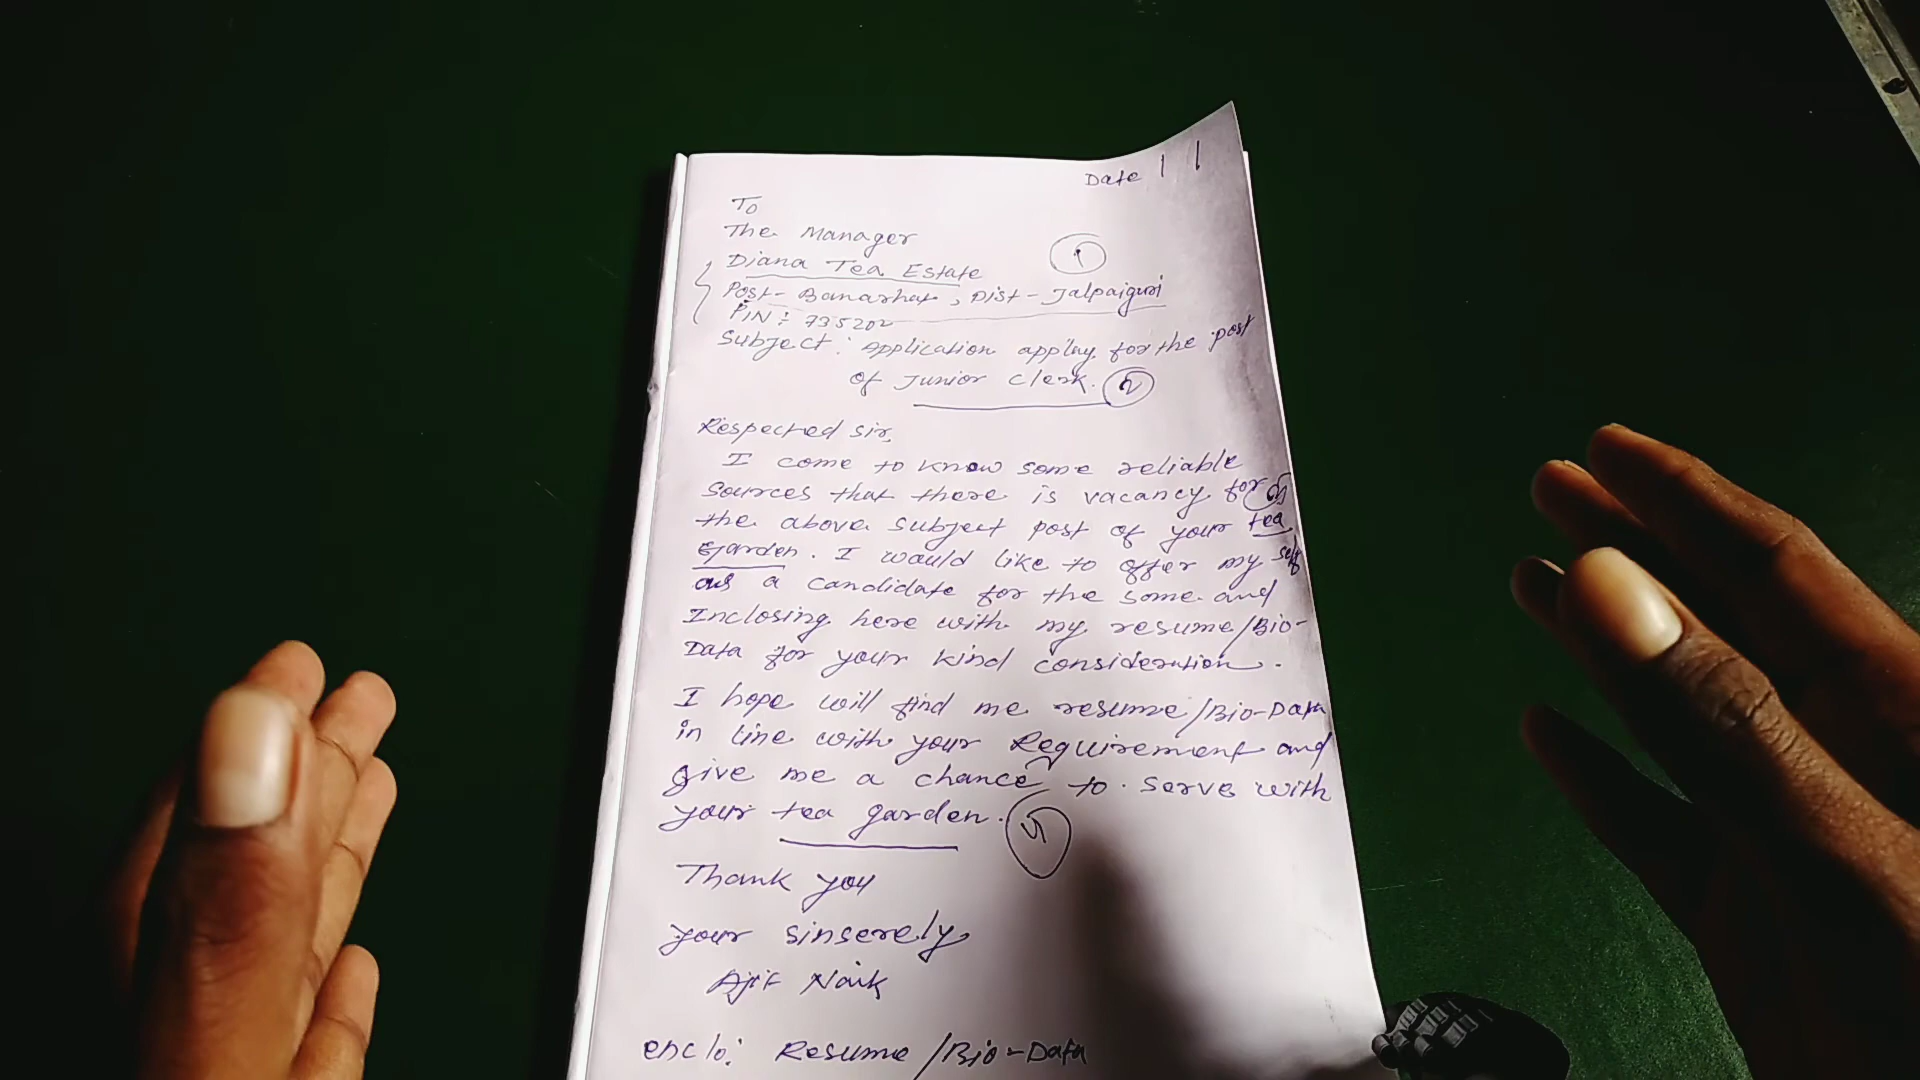 Date / /
To
The Manager
Diana Tea Estate
Post- Banarhat, Dist- Jalpaiguri
PIN: 735202
Subject: Application applay for the post
of Junior Clerk.
Respected sir,
I come to know some reliable
sources that there is vacancy for
the above subject post of your tea
Garden. I would like to offer my self
as a candidate for the some and
Inclosing here with my resume/Bio-
Data for your kind consideration.
I hope will find me resume/Bio-Data
in line with your Requirement and
give me a chance to serve with
your tea garden.
Thank you
your sinserely
Ajit Naik
enclo: Resume/Bio-Data